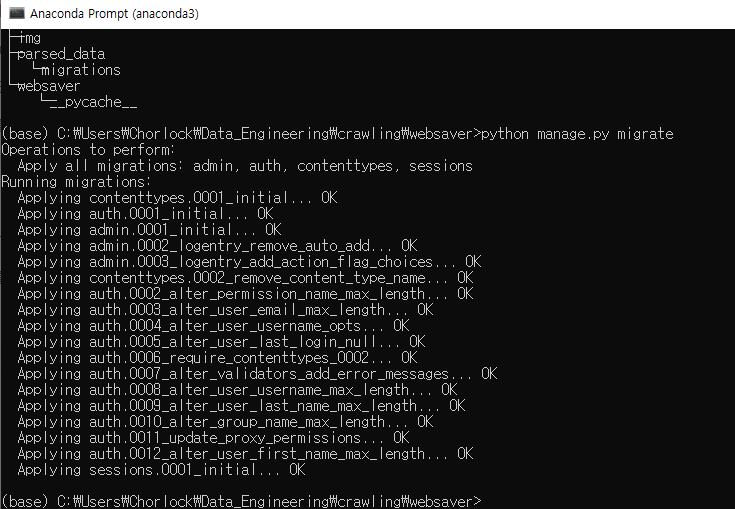 Anaconda Prompt (anaconda3)
├─img
├─parsed_data
│  └─migrations
└─websaver
    └─__pycache__
(base) C:₩Users₩Chorlock₩Data_Engineering₩crawling₩websaver>python manage.py migrate
Operations to perform:
  Apply all migrations: admin, auth, contenttypes, sessions
Running migrations:
  Applying contenttypes.0001_initial... OK
  Applying auth.0001_initial... OK
  Applying admin.0001_initial... OK
  Applying admin.0002_logentry_remove_auto_add... OK
  Applying admin.0003_logentry_add_action_flag_choices... OK
  Applying contenttypes.0002_remove_content_type_name... OK
  Applying auth.0002_alter_permission_name_max_length... OK
  Applying auth.0003_alter_user_email_max_length... OK
  Applying auth.0004_alter_user_username_opts... OK
  Applying auth.0005_alter_user_last_login_null... OK
  Applying auth.0006_require_contenttypes_0002... OK
  Applying auth.0007_alter_validators_add_error_messages... OK
  Applying auth.0008_alter_user_username_max_length... OK
  Applying auth.0009_alter_user_last_name_max_length... OK
  Applying auth.0010_alter_group_name_max_length... OK
  Applying auth.0011_update_proxy_permissions... OK
  Applying auth.0012_alter_user_first_name_max_length... OK
  Applying sessions.0001_initial... OK
(base) C:₩Users₩Chorlock₩Data_Engineering₩crawling₩websaver>